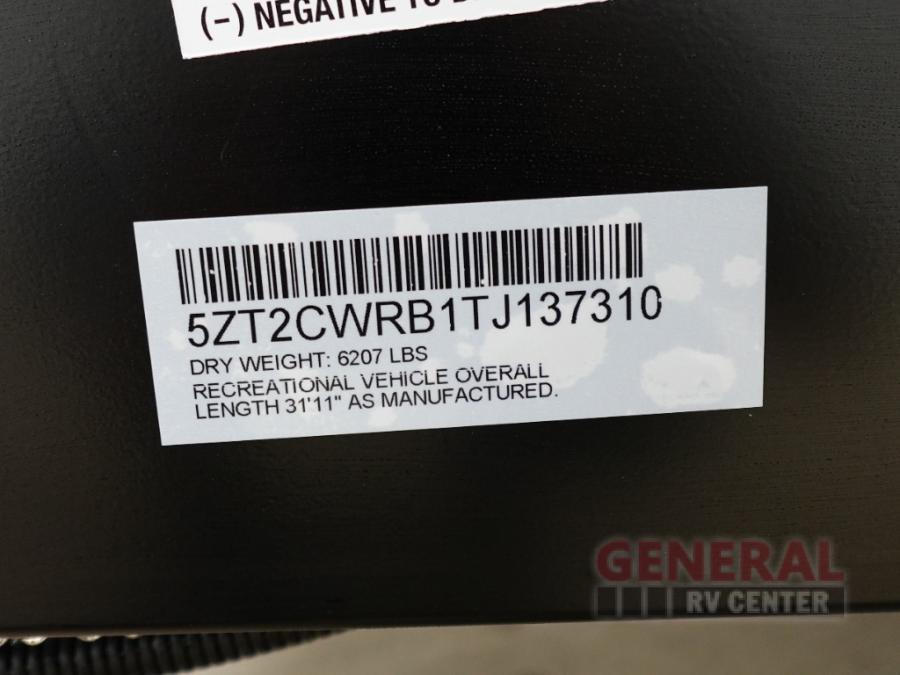 (-) NEGATIVE TO
5ZT2CWRB1TJ137310
DRY WEIGHT: 6207 LBS
RECREATIONAL VEHICLE OVERALL
LENGTH 31'11" AS MANUFACTURED.
GENERAL
RV CENTER